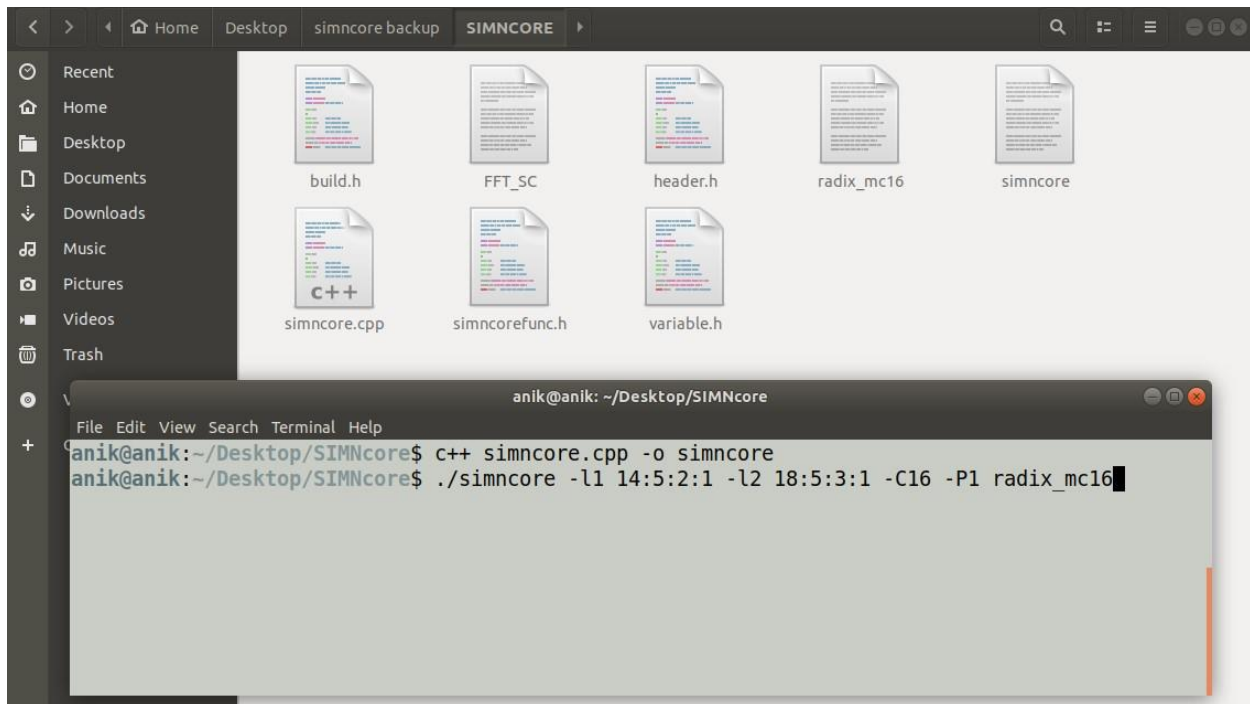 Home Desktop simncore backup SIMNCORE
Recent
Home
Desktop
Documents
Downloads
Music
Pictures
Videos
Trash
build.h FFT_SC header.h radix_mc16 simncore
c++
simncore.cpp simncorefunc.h variable.h
anik@anik: ~/Desktop/SIMNcore
File Edit View Search Terminal Help
anik@anik:~/Desktop/SIMNcore$ c++ simncore.cpp -o simncore
anik@anik:~/Desktop/SIMNcore$ ./simncore -l1 14:5:2:1 -l2 18:5:3:1 -C16 -P1 radix_mc16